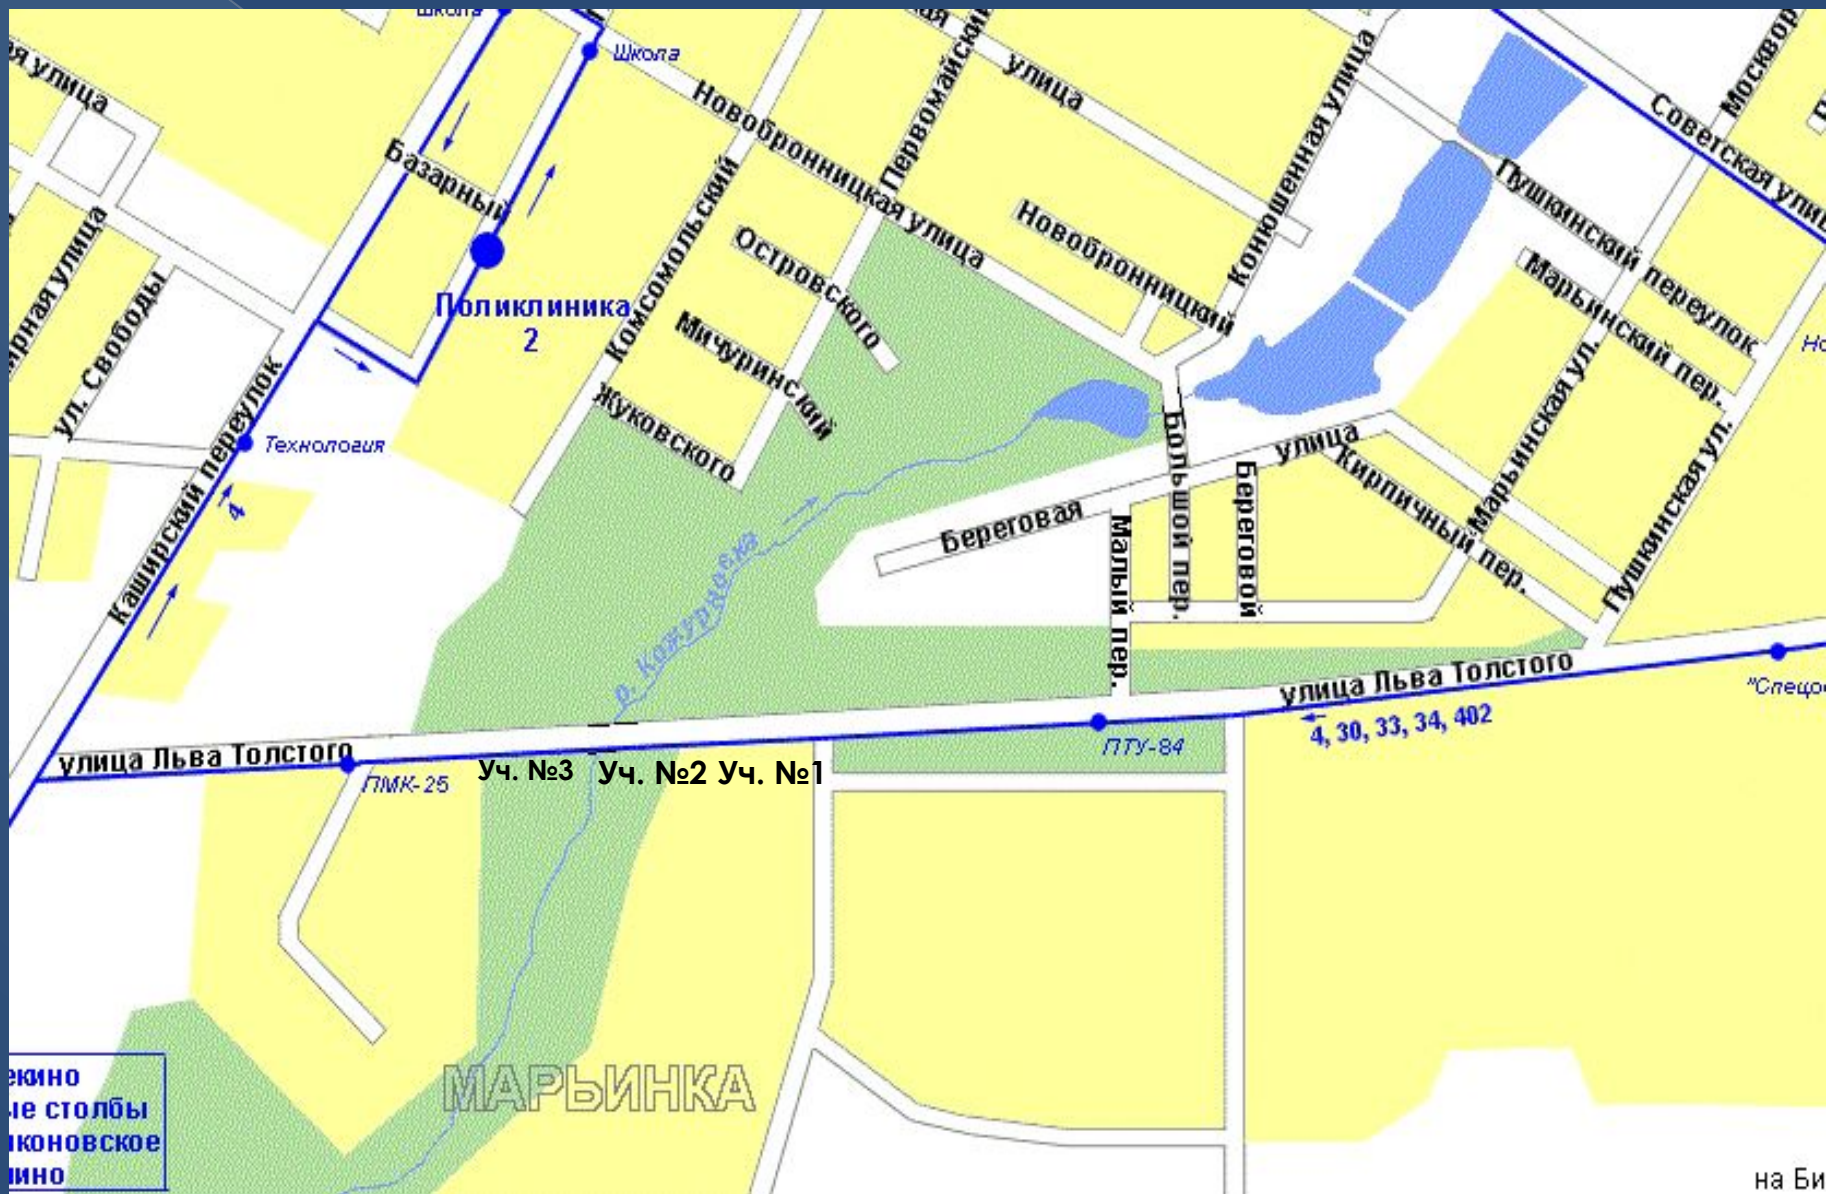 Школа
Школа
улица
Базарный
Новобронницкая улица
Первомайский
улица
Конюшенная улица
Советская
Пушкинский переулок
Новобронницкий
Марьинский пер.
Островского
Комсомольский
Мичуринский
Жуковского
Поликлиника
2
ул. Свободы
улица
Технология
Каширский переулок
4
Береговая
улица
Большой пер.
Малый пер.
Береговой
Кирпичный пер.
Марьинская ул.
Пушкинская ул.
р. Кожурновка
улица Льва Толстого
улица Льва Толстого
4, 30, 33, 34, 402
ПТУ-84
ПМК-25
Уч. №3 Уч. №2 Уч. №1
МАРЬИНКА
столбы
на